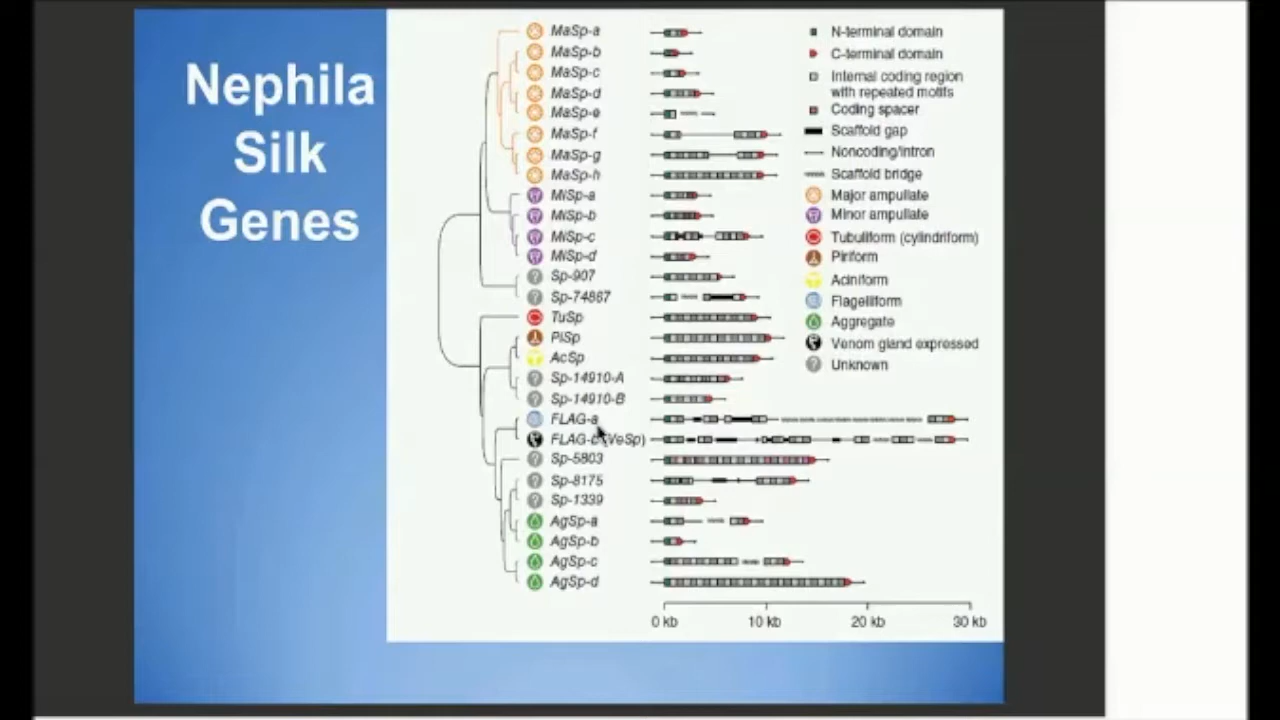 Nephila
Silk
Genes
MaSp-a
MaSp-b
MaSp-c
MaSp-d
MaSp-e
MaSp-f
MaSp-g
MaSp-h
MiSp-a
MiSp-b
MiSp-c
MiSp-d
Sp-907
Sp-74867
TuSp
PiSp
AcSp
Sp-14910-A
Sp-14910-B
FLAG-a
FLAG-b (VeSp)
Sp-5803
Sp-8175
Sp-1339
AgSp-a
AgSp-b
AgSp-c
AgSp-d
N-terminal domain
C-terminal domain
Internal coding region
with repeated motifs
Coding spacer
Scaffold gap
Noncoding/intron
Scaffold bridge
Major ampullate
Minor ampullate
Tubuliform (cylindriform)
Piriform
Aciniform
Flagelliform
Aggregate
Venom gland expressed
Unknown
0 kb
10 kb
20 kb
30 kb